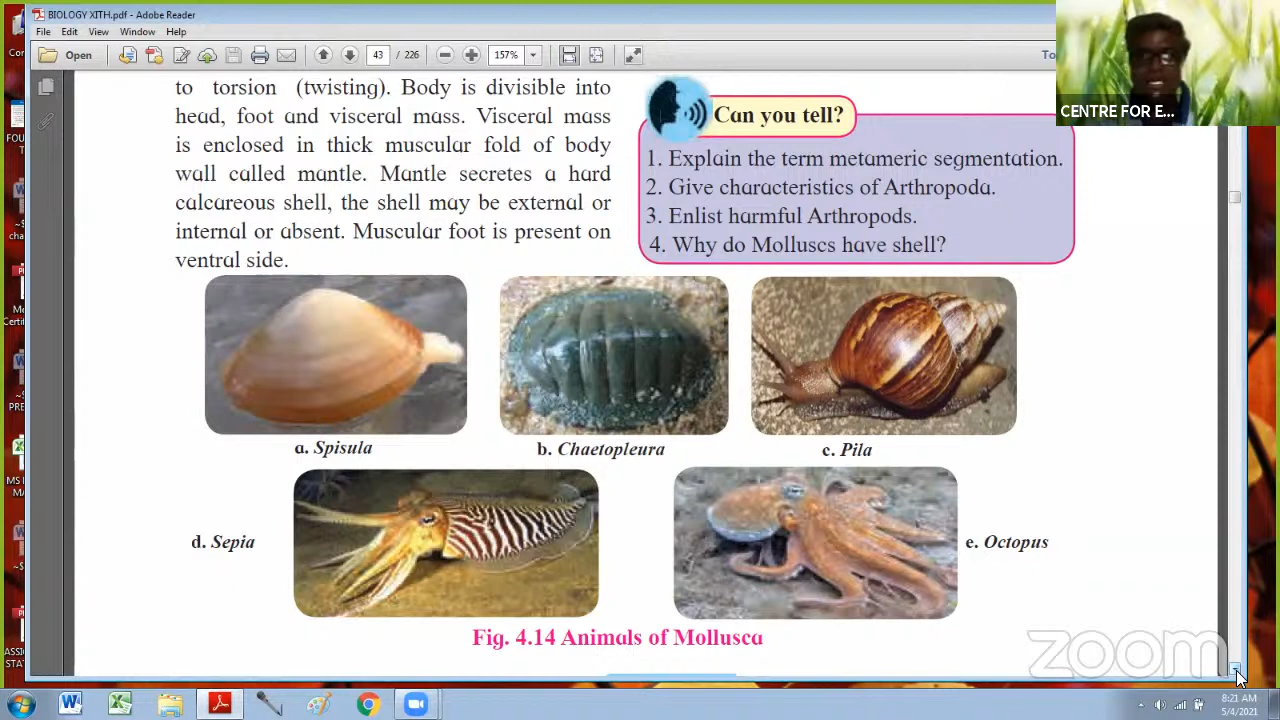 BIOLOGY XITH.pdf - Adobe Reader
File Edit View Window Help
Open 43 / 226 157% To
CENTRE FOR E...
to torsion (twisting). Body is divisible into
head, foot and visceral mass. Visceral mass
is enclosed in thick muscular fold of body
wall called mantle. Mantle secretes a hard
calcareous shell, the shell may be external or
internal or absent. Muscular foot is present on
ventral side.
Can you tell?
1. Explain the term metameric segmentation.
2. Give characteristics of Arthropoda.
3. Enlist harmful Arthropods.
4. Why do Molluscs have shell?
a. Spisula
b. Chaetopleura
c. Pila
d. Sepia
e. Octopus
Fig. 4.14 Animals of Mollusca
zoom
8:21 AM
5/4/2021